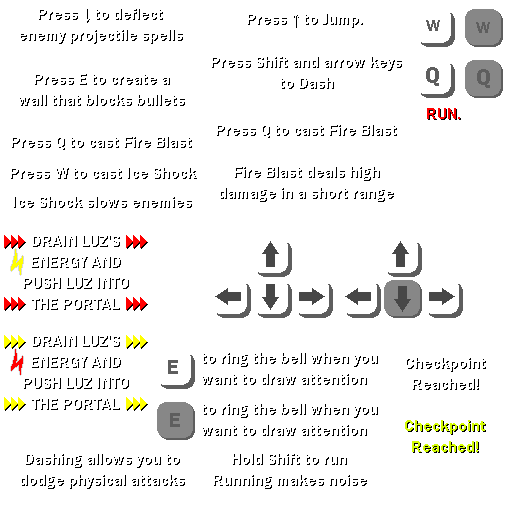 Press ↓ to deflect
enemy projectile spells
Press ↑ to Jump.
W W
Press Shift and arrow keys
to Dash
Q Q
Press E to create a
wall that blocks bullets
RUN.
Press Q to cast Fire Blast
Press Q to cast Fire Blast
Press W to cast Ice Shock
Fire Blast deals high
damage in a short range
Ice Shock slows enemies
DRAIN LUZ'S
ENERGY AND
PUSH LUZ INTO
THE PORTAL
DRAIN LUZ'S
ENERGY AND
PUSH LUZ INTO
THE PORTAL
E
to ring the bell when you
want to draw attention
Checkpoint
Reached!
E
to ring the bell when you
want to draw attention
Checkpoint
Reached!
Dashing allows you to
dodge physical attacks
Hold Shift to run
Running makes noise